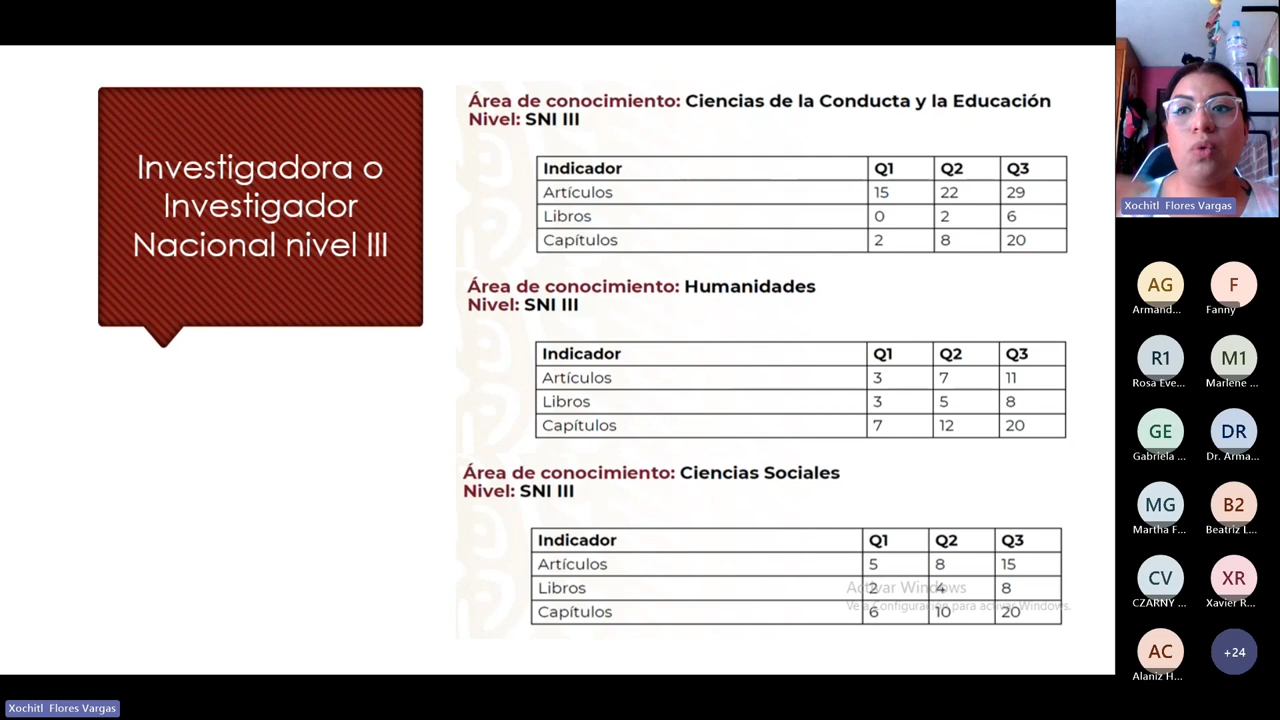 Investigadora o
Investigador
Nacional nivel III
Área de conocimiento: Ciencias de la Conducta y la Educación
Nivel: SNI III
Indicador Q1 Q2 Q3
Artículos 15 22 29
Libros 0 2 6
Capítulos 2 8 20
Área de conocimiento: Humanidades
Nivel: SNI III
Indicador Q1 Q2 Q3
Artículos 3 7 11
Libros 3 5 8
Capítulos 7 12 20
Área de conocimiento: Ciencias Sociales
Nivel: SNI III
Indicador Q1 Q2 Q3
Artículos 5 8 15
Libros 2 4 8
Capítulos 6 10 20
Activar Windows
Ve a Configuración para activar Windows.
Xochitl Flores Vargas
AG F
Armand... Fanny
R1 M1
Rosa Eve... Marlene ...
GE DR
Gabriela ... Dr. Arma...
MG B2
Martha F... Beatriz L...
CV XR
CZARNY ... Xavier R...
AC +24
Alaniz H...
Xochitl Flores Vargas